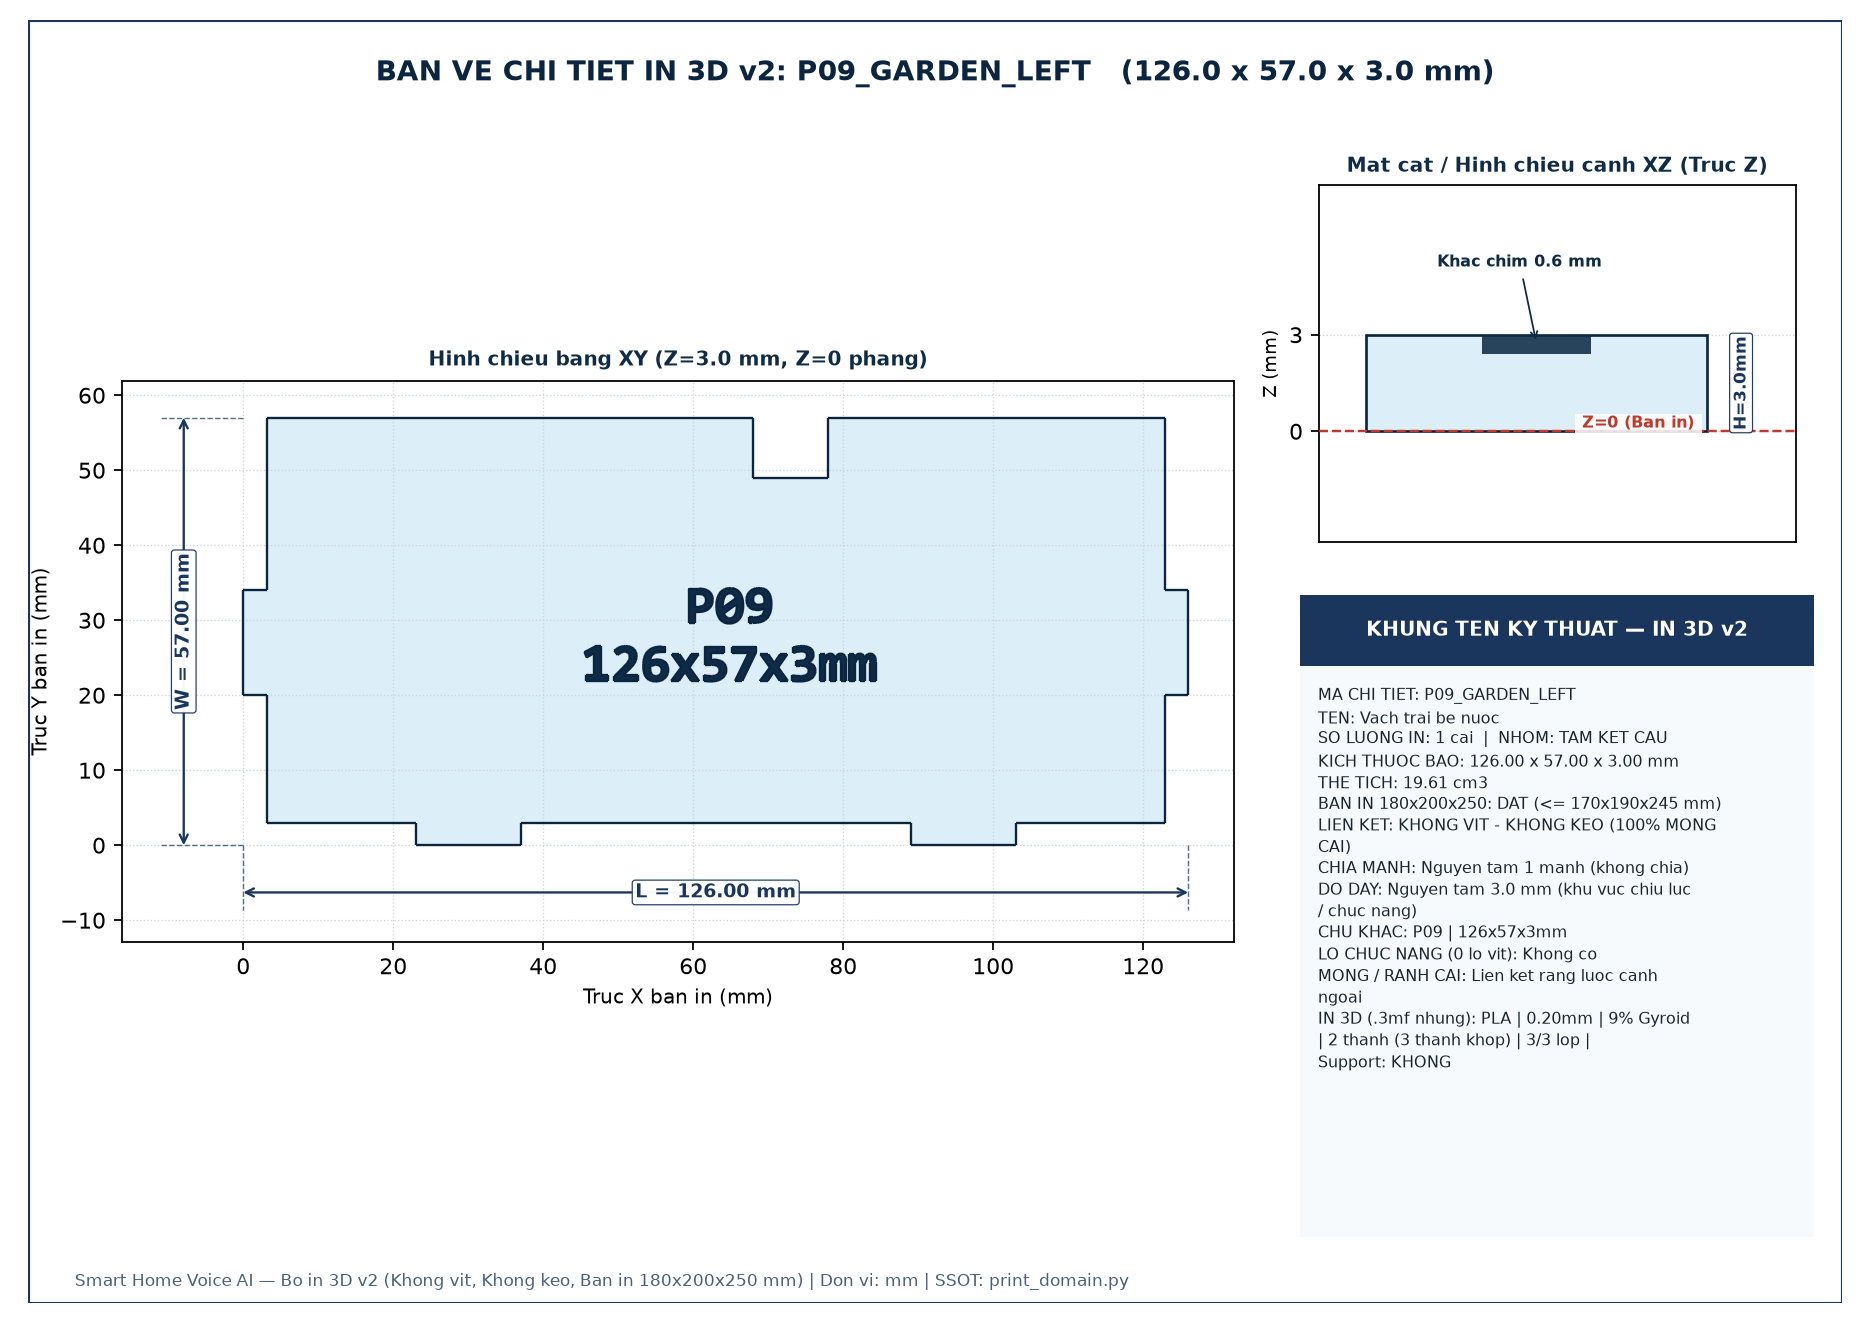 BAN VE CHI TIET IN 3D v2: P09_GARDEN_LEFT (126.0 x 57.0 x 3.0 mm)
Hinh chieu bang XY (Z=3.0 mm, Z=0 phang)
60
50
40
30
20
10
0
−10
Truc Y ban in (mm)
W = 57.00 mm
P09
126x57x3mm
L = 126.00 mm
0 20 40 60 80 100 120
Truc X ban in (mm)
Mat cat / Hinh chieu canh XZ (Truc Z)
Khac chim 0.6 mm
Z (mm)
3
0
Z=0 (Ban in)
H=3.0mm
KHUNG TEN KY THUAT — IN 3D v2
MA CHI TIET: P09_GARDEN_LEFT
TEN: Vach trai be nuoc
SO LUONG IN: 1 cai | NHOM: TAM KET CAU
KICH THUOC BAO: 126.00 x 57.00 x 3.00 mm
THE TICH: 19.61 cm3
BAN IN 180x200x250: DAT (<= 170x190x245 mm)
LIEN KET: KHONG VIT - KHONG KEO (100% MONG
CAI)
CHIA MANH: Nguyen tam 1 manh (khong chia)
DO DAY: Nguyen tam 3.0 mm (khu vuc chiu luc
/ chuc nang)
CHU KHAC: P09 | 126x57x3mm
LO CHUC NANG (0 lo vit): Khong co
MONG / RANH CAI: Lien ket rang luoc canh
ngoai
IN 3D (.3mf nhung): PLA | 0.20mm | 9% Gyroid
| 2 thanh (3 thanh khop) | 3/3 lop |
Support: KHONG
Smart Home Voice AI — Bo in 3D v2 (Khong vit, Khong keo, Ban in 180x200x250 mm) | Don vi: mm | SSOT: print_domain.py